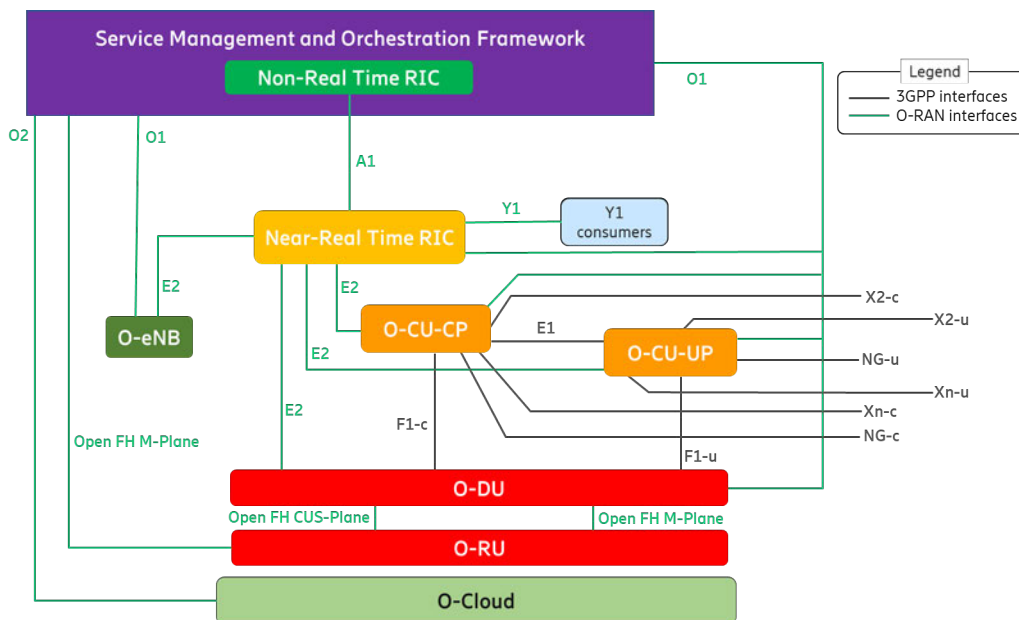 Service Management and Orchestration Framework
Non-Real Time RIC
O1
Legend
3GPP interfaces
O-RAN interfaces
O2
O1
A1
Y1
Y1
consumers
Near-Real Time RIC
E2
E2
X2-c
O-CU-CP
E1
X2-u
O-eNB
E2
O-CU-UP
NG-u
Xn-u
E2
Xn-c
F1-c
NG-c
Open FH M-Plane
F1-u
O-DU
Open FH CUS-Plane
Open FH M-Plane
O-RU
O-Cloud